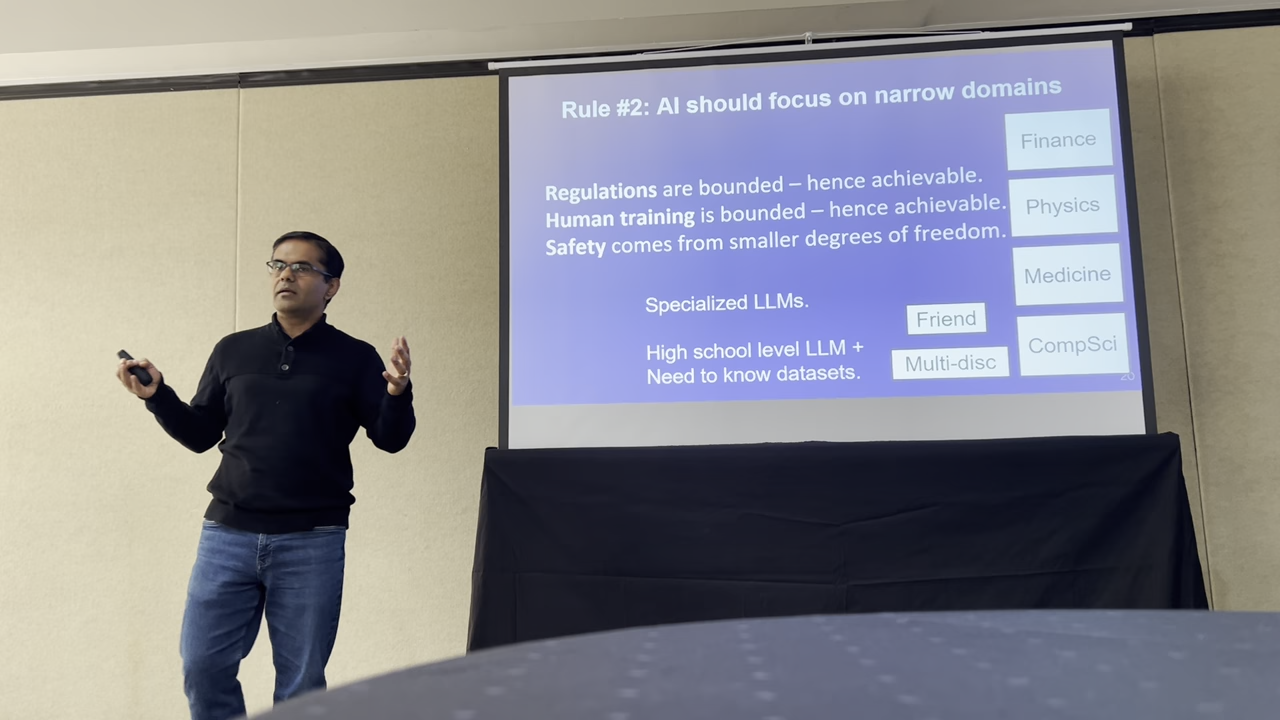 Rule #2: AI should focus on narrow domains
Finance
Regulations are bounded – hence achievable.
Human training is bounded – hence achievable.
Physics
Safety comes from smaller degrees of freedom.
Medicine
Specialized LLMs.
Friend
CompSci
High school level LLM +
Need to know datasets.
Multi-disc
20